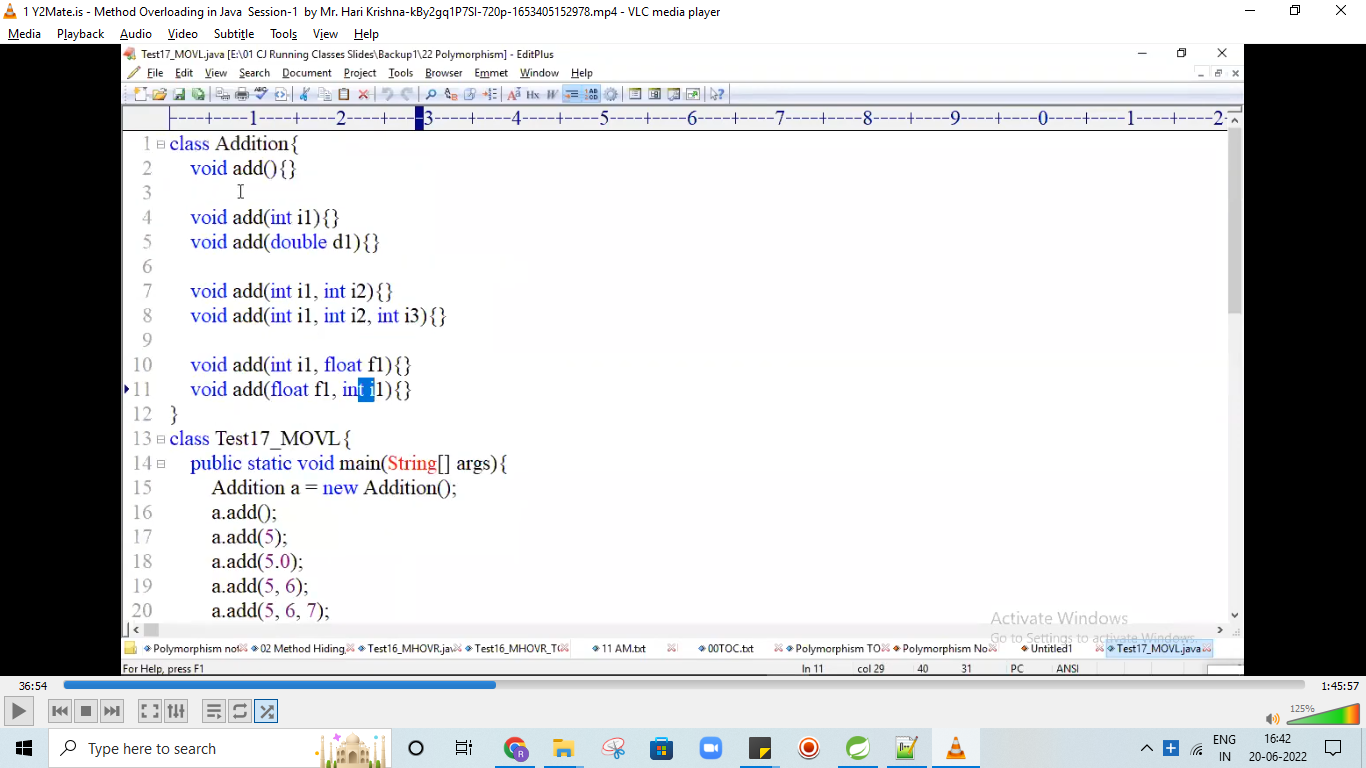 1 Y2Mate.is - Method Overloading in Java Session-1 by Mr. Hari Krishna-kBy2gq1P7SI-720p-1653405152978.mp4 - VLC media player
Media Playback Audio Video Subtitle Tools View Help
Test17_MOVL.java [E:\01 CJ Running Classes Slides\Backup1\22 Polymorphism] - EditPlus
File Edit View Search Document Project Tools Browser Emmet Window Help
----+----1----+----2----+----3----+----4----+----5----+----6----+----7----+----8----+----9----+----0----+----1----+----2-
1 class Addition{
2 void add(){}
3
4 void add(int i1){}
5 void add(double d1){}
6
7 void add(int i1, int i2){}
8 void add(int i1, int i2, int i3){}
9
10 void add(int i1, float f1){}
11 void add(float f1, int i1){}
12 }
13 class Test17_MOVL{
14 public static void main(String[] args){
15 Addition a = new Addition();
16 a.add();
17 a.add(5);
18 a.add(5.0);
19 a.add(5, 6);
20 a.add(5, 6, 7);
Activate Windows
Go to Settings to activate Windows.
Polymorphism not 02 Method Hiding, Test16_MHOVR.jav Test16_MHOVR_T 11 AM.txt 00TOC.txt Polymorphism TO Polymorphism No Untitled1 Test17_MOVL.java
For Help, press F1 ln 11 col 29 40 31 PC ANSI
36:54 1:45:57
125%
Type here to search
ENG 16:42
IN 20-06-2022